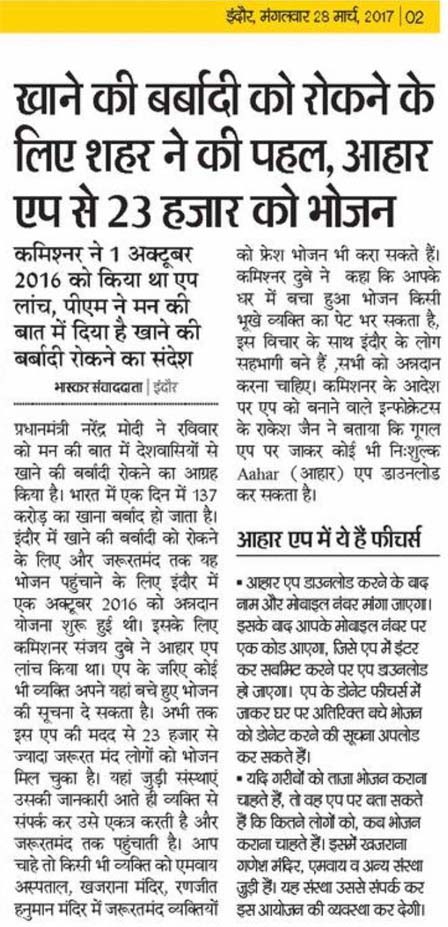 इंदौर, मंगलवार 28 मार्च, 2017 | 02
खाने की बर्बादी को रोकने के
लिए शहर ने की पहल, आहार
एप से 23 हजार को भोजन
कमिश्नर ने 1 अक्टूबर
2016 को किया था एप
लांच, पीएम ने मन की
बात में दिया है खाने की
बर्बादी रोकने का संदेश
भास्कर संवाददाता | इंदौर
प्रधानमंत्री नरेंद्र मोदी ने रविवार
को मन की बात में देशवासियों से
खाने की बर्बादी रोकने का आग्रह
किया है। भारत में एक दिन में 137
करोड़ का खाना बर्बाद हो जाता है।
इंदौर में खाने की बर्बादी को रोकने
के लिए और जरूरतमंद तक यह
भोजन पहुंचाने के लिए इंदौर में
एक अक्टूबर 2016 को अन्नदान
योजना शुरू हुई थी। इसके लिए
कमिश्नर संजय दुबे ने आहार एप
लांच किया था। एप के जरिए कोई
भी व्यक्ति अपने यहां बचे हुए भोजन
की सूचना दे सकता है। अभी तक
इस एप की मदद से 23 हजार से
ज्यादा जरूरत मंद लोगों को भोजन
मिल चुका है। यहां जुड़ी संस्थाएं
उसकी जानकारी आते ही व्यक्ति से
संपर्क कर उसे एकत्र करती है और
जरूरतमंद तक पहुंचाती है। आप
चाहे तो किसी भी व्यक्ति को एमवाय
अस्पताल, खजराना मंदिर, रणजीत
हनुमान मंदिर में जरूरतमंद व्यक्तियों
को फ्रेश भोजन भी करा सकते हैं।
कमिश्नर दुबे ने कहा कि आपके
घर में बचा हुआ भोजन किसी
भूखे व्यक्ति का पेट भर सकता है,
इस विचार के साथ इंदौर के लोग
सहभागी बने हैं ,सभी को अन्नदान
करना चाहिए। कमिशनर के आदेश
पर एप को बनाने वाले इन्फोक्रेटस
के राकेश जैन ने बताया कि गूगल
एप पर जाकर कोई भी निःशुल्क
Aahar (आहार) एप डाउनलोड
कर सकता है।
आहार एप में ये हैं फीचर्स
▪ आहार एप डाउनलोड करने के बाद
नाम और मोबाइल नंबर मांगा जाएगा।
इसके बाद आपके मोबाइल नंबर पर
एक कोड आएगा, जिसे एप में इंटर
कर सबमिट करने पर एप डाउनलोड
हो जाएगा। एप के डोनेट फीचर्स में
जाकर घर पर अतिरिक्त बचे भोजन
को डोनेट करने की सूचना अपलोड
कर सकते हैं।
▪ यदि गरीबों को ताजा भोजन कराना
चाहते हैं, तो वह एप पर बता सकते
हैं कि कितने लोगों को, कब भोजन
कराना चाहते हैं। इसमें खजराना
गणेश मंदिर, एमवाय व अन्य संस्था
जुड़ी हैं। यह संस्था उससे संपर्क कर
इस आयोजन की व्यवस्था कर देगी।